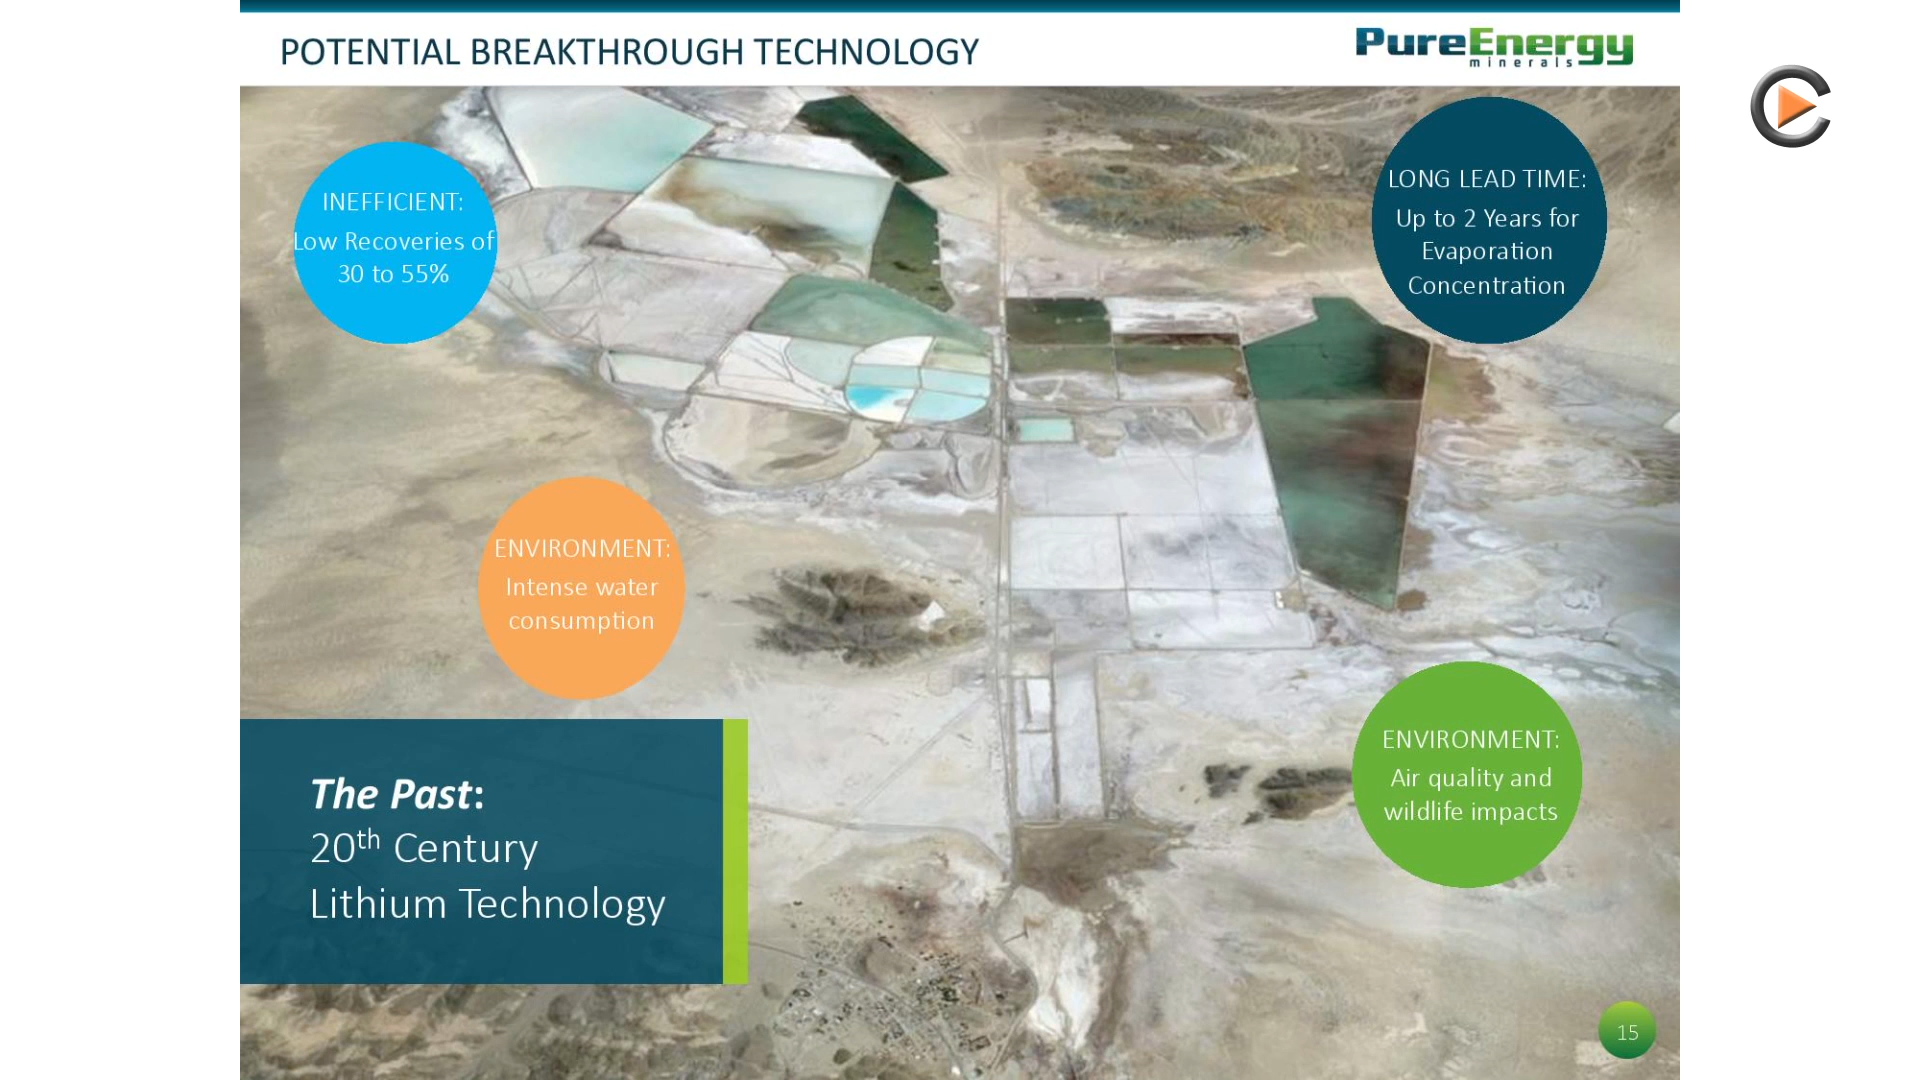 POTENTIAL BREAKTHROUGH TECHNOLOGY
PureEnergy
minerals
INEFFICIENT:
Low Recoveries of
30 to 55%
LONG LEAD TIME:
Up to 2 Years for
Evaporation
Concentration
ENVIRONMENT:
Intense water
consumption
ENVIRONMENT:
Air quality and
wildlife impacts
The Past:
20th Century
Lithium Technology
15